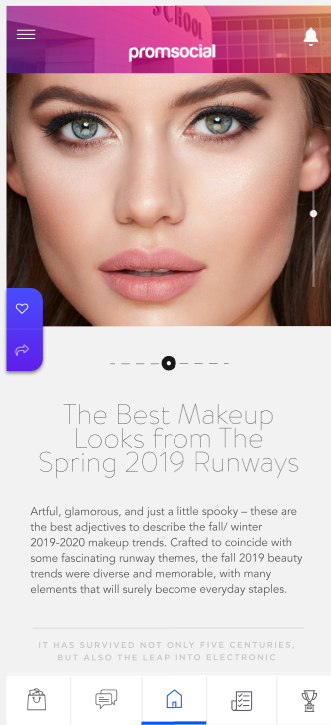 SCHOOL
promsocial
The Best Makeup
Looks from The
Spring 2019 Runways
Artful, glamorous, and just a little spooky – these are
the best adjectives to describe the fall/ winter
2019-2020 makeup trends. Crafted to coincide with
some fascinating runway themes, the fall 2019 beauty
trends were diverse and memorable, with many
elements that will surely become everyday staples.
IT HAS SURVIVED NOT ONLY FIVE CENTURIES,
BUT ALSO THE LEAP INTO ELECTRONIC